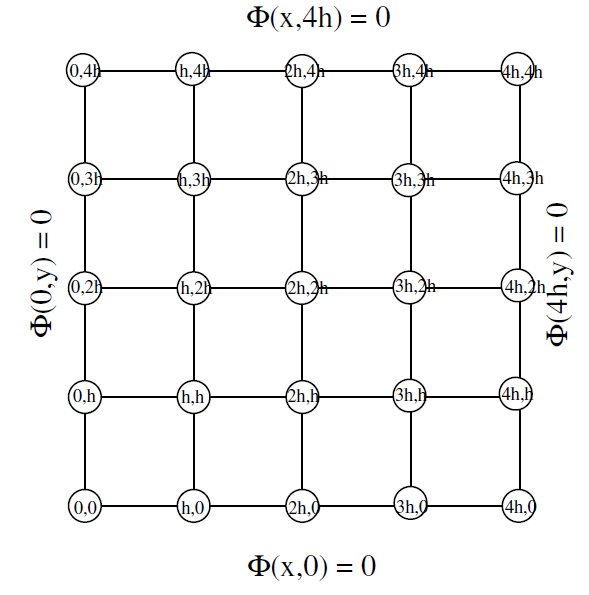 Φ(x,4h) = 0
0,4h h,4h 2h,4h 3h,4h 4h,4h
0,3h h,3h 2h,3h 3h,3h 4h,3h
Φ(0,y) = 0
Φ(4h,y) = 0
0,2h h,2h 2h,2h 3h,2h 4h,2h
0,h h,h 2h,h 3h,h 4h,h
0,0 h,0 2h,0 3h,0 4h,0
Φ(x,0) = 0